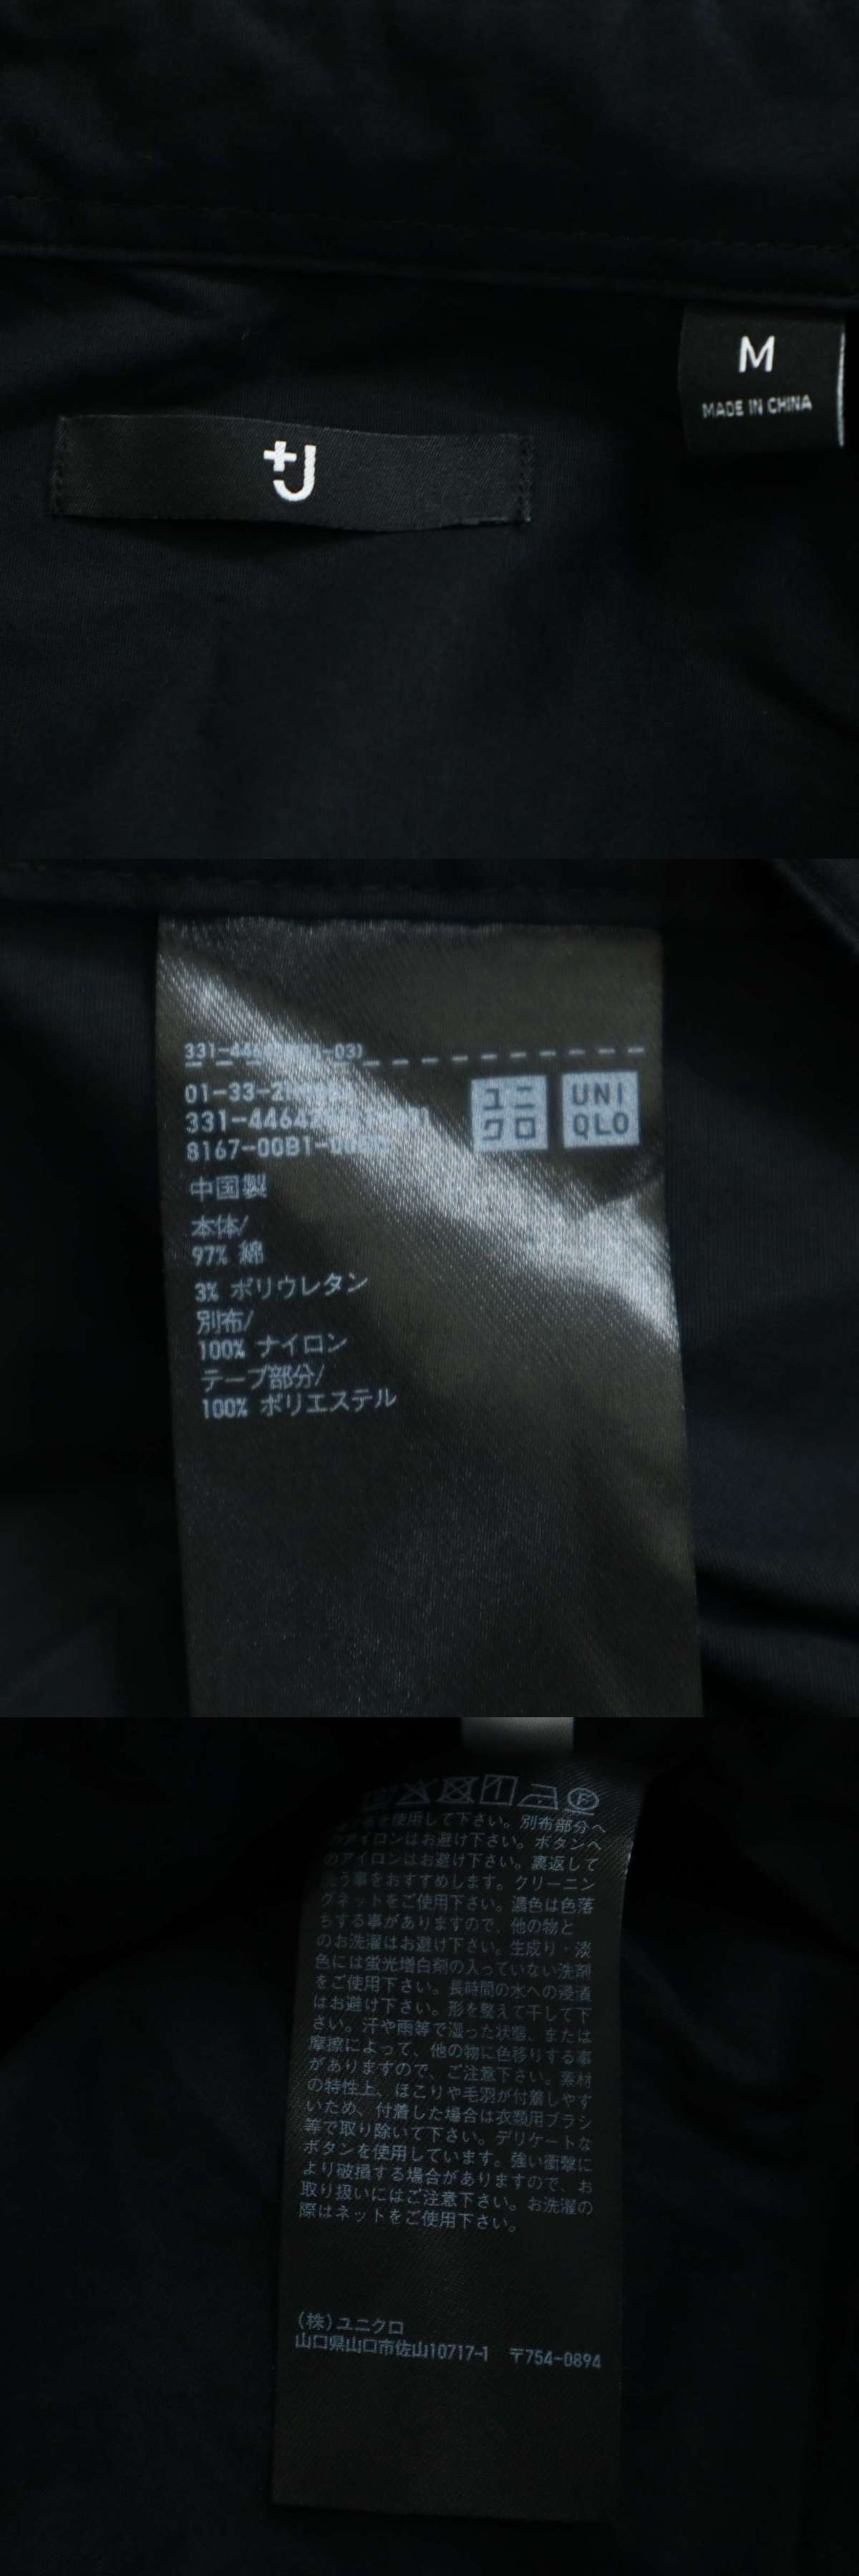 +J
M
MADE IN CHINA
01-33-
8167-00B1-
ユニクロ
UNIQLO
中国製
本体/
97% 綿
3% ポリウレタン
別布/
100% ナイロン
テープ部分/
100% ポリエステル
使用して下さい。別布部分へ
のアイロンはお避け下さい。ボタンへ
のアイロンはお避け下さい。裏返して
洗う事をおすすめします。クリーニン
グネットをご使用下さい。濃色は色落
ちする事がありますので、他の物と
のお洗濯はお避け下さい。生成り・淡
色には蛍光増白剤の入っていない洗剤
をご使用下さい。長時間の水への浸漬
はお避け下さい。形を整えて干して下
さい。汗や雨等で湿った状態、または
摩擦によって、他の物に色移りする事
がありますので、ご注意下さい。素材
の特性上、ほこりや毛羽が付着しやす
いため、付着した場合は衣類用ブラシ
等で取り除いて下さい。デリケートな
ボタンを使用しています。強い衝撃に
より破損する場合がありますので、お
取り扱いにはご注意下さい。お洗濯の
際はネットをご使用下さい。
(株)ユニクロ
山口県山口市佐山10717-1 〒754-0894